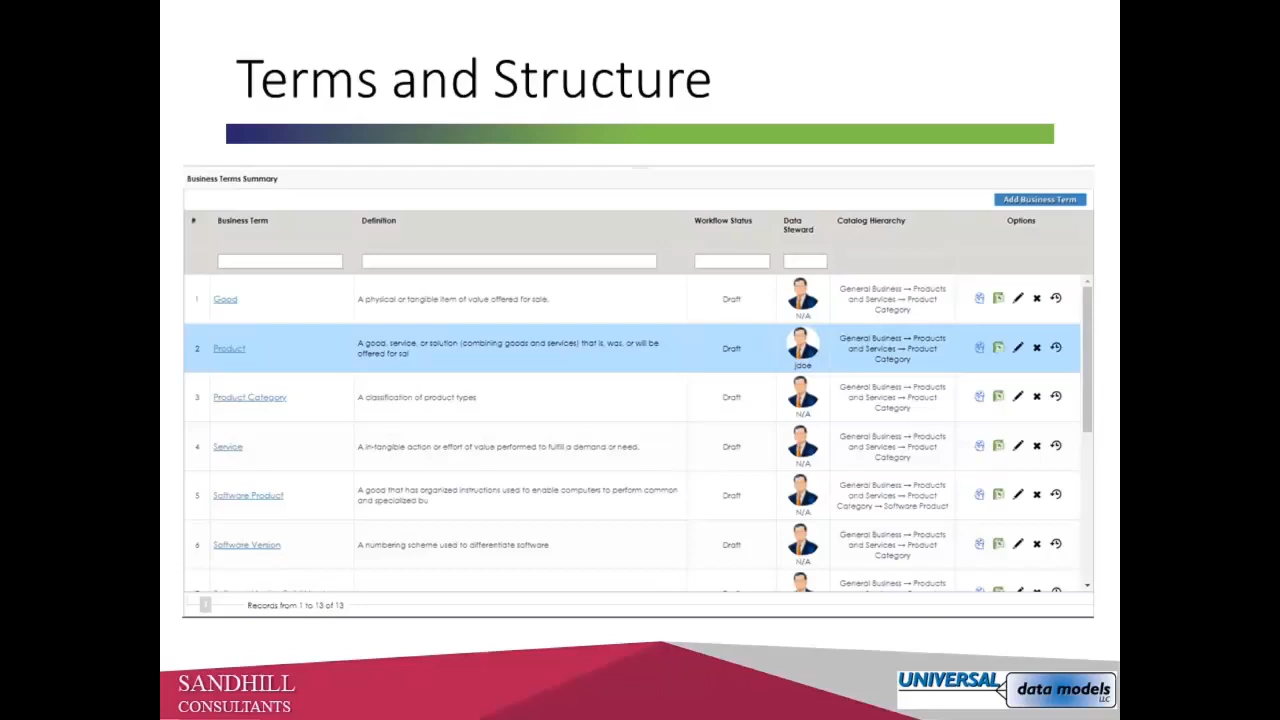 Terms and Structure
Business Terms Summary
Add Business Term
# Business Term Definition Workflow Status Data Steward Catalog Hierarchy Options
1 Good A physical or tangible item of value offered for sale. Draft N/A General Business → Products and Services → Product Category
2 Product A good, service, or solution (combining goods and services) that is, was, or will be offered for sal Draft jdoe General Business → Products and Services → Product Category
3 Product Category A classification of product types Draft N/A General Business → Products and Services → Product Category
4 Service A in-tangible action or effort of value performed to fulfill a demand or need. Draft N/A General Business → Products and Services → Product Category
5 Software Product A good that has organized instructions used to enable computers to perform common and specialized bu Draft N/A General Business → Products and Services → Product Category → Software Product
6 Software Version A numbering scheme used to differentiate software Draft N/A General Business → Products and Services → Product Category
General Business → Products
1 Records from 1 to 13 of 13
SANDHILL
CONSULTANTS
UNIVERSAL
data models
LLC